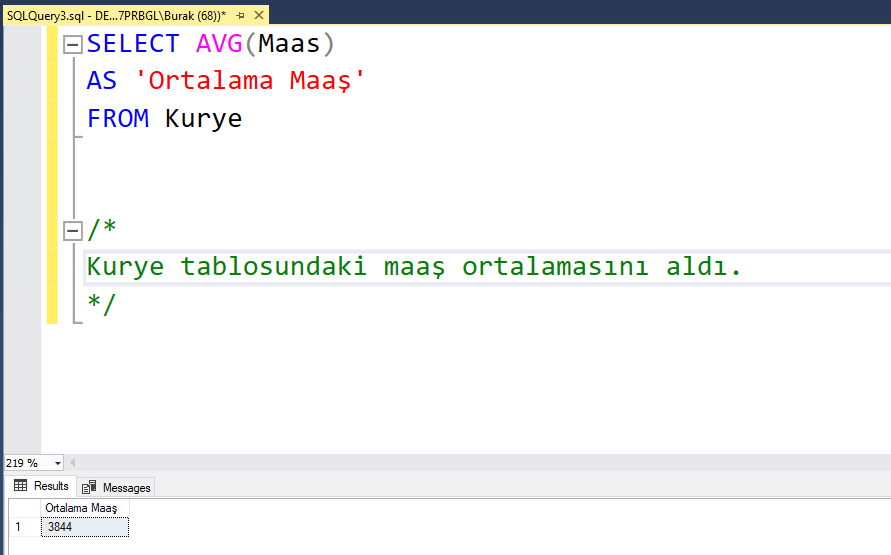 SQLQuery3.sql - DE...7PRBGL\Burak (68))*
SELECT AVG(Maas)
AS 'Ortalama Maaş'
FROM Kurye
/*
Kurye tablosundaki maaş ortalamasını aldı.
*/
219 %
Results Messages
Ortalama Maaş
1 3844